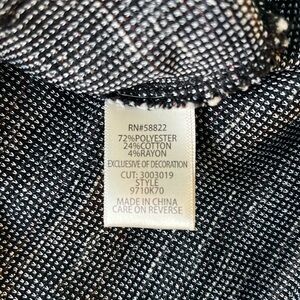 RN#58822
72%POLYESTER
24%COTTON
4%RAYON
EXCLUSIVE OF DECORATION
CUT: 3003019
STYLE
9710K70
MADE IN CHINA
CARE ON REVERSE